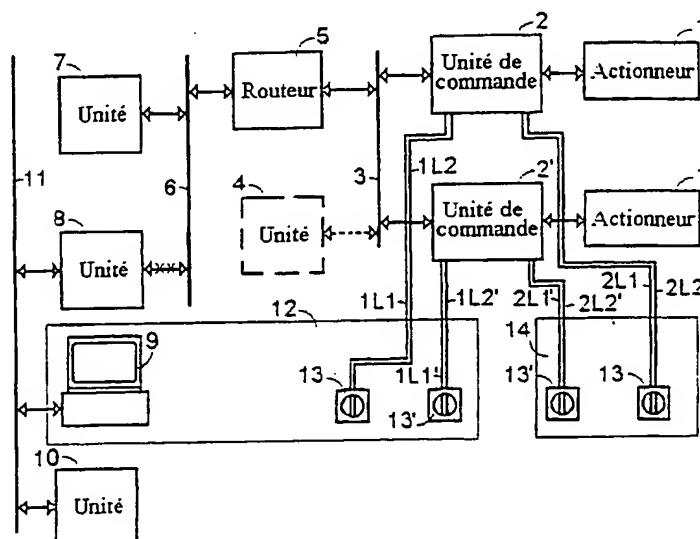 2
5
7
Unité de
commande
Actionneur
Unité
Routeur
11
6
3
1L2
4
2'
8
Unité
Unité de
commande
Actionneur
Unité
1L1
1L2'
2L1'
2L2'
2L1
2L2
12
14
9
13
1L1'
13'
13'
13
10
Unité